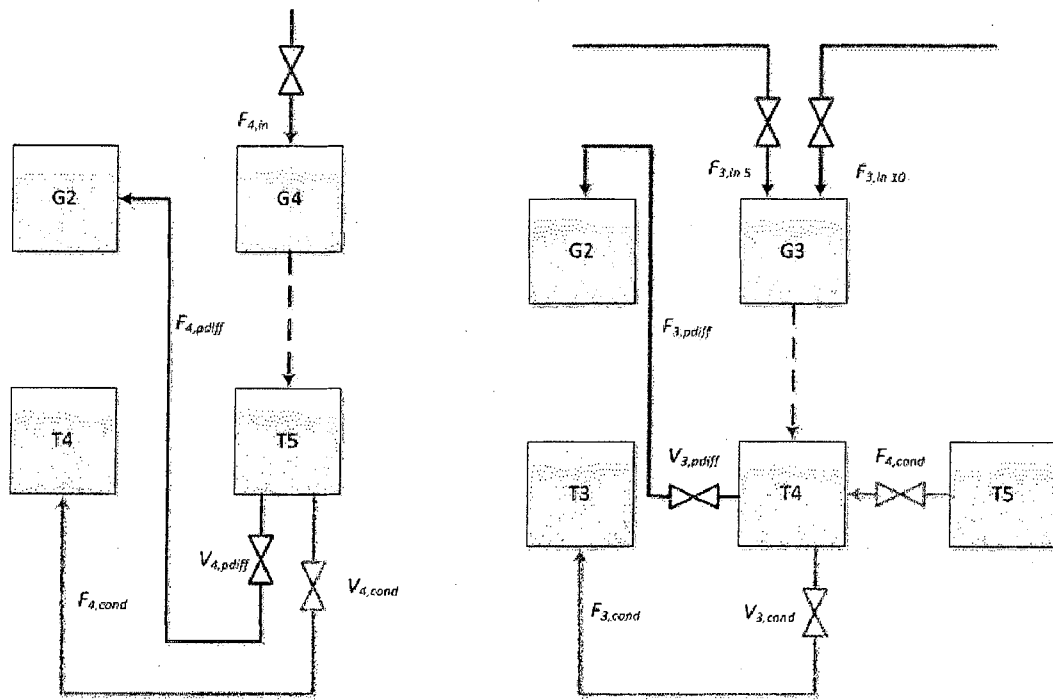 F4,in
G2
G4
F4,pdiff
T4
T5
V4,pdiff
V4,cond
F4,cond
F3,in 5
F3,in 10
G2
G3
F3,pdiff
V3,pdiff
F4,cond
T3
T4
T5
F3,cond
V3,cond